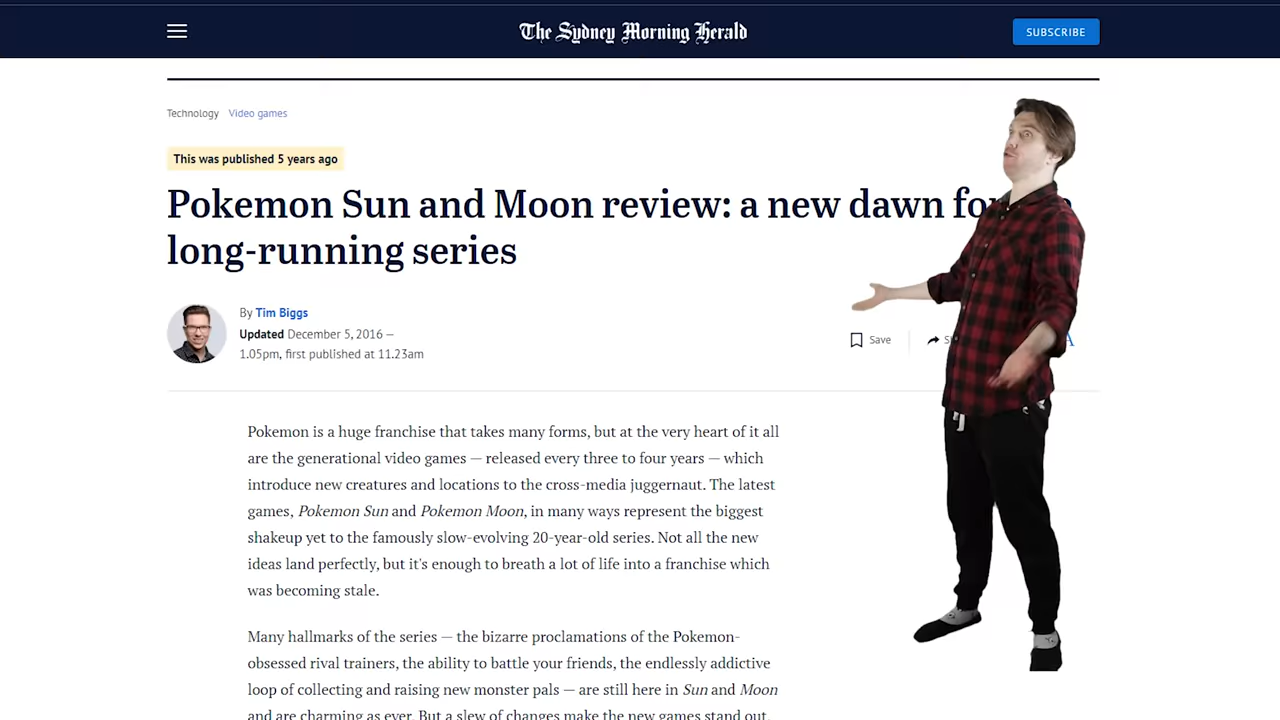 The Sydney Morning Herald
SUBSCRIBE
Technology Video games
This was published 5 years ago
Pokemon Sun and Moon review: a new dawn
long-running series
By Tim Biggs
Updated December 5, 2016 —
1.05pm, first published at 11.23am
Save
A
Pokemon is a huge franchise that takes many forms, but at the very heart of it all
are the generational video games — released every three to four years — which
introduce new creatures and locations to the cross-media juggernaut. The latest
games, Pokemon Sun and Pokemon Moon, in many ways represent the biggest
shakeup yet to the famously slow-evolving 20-year-old series. Not all the new
ideas land perfectly, but it's enough to breath a lot of life into a franchise which
was becoming stale.
Many hallmarks of the series — the bizarre proclamations of the Pokemon-
obsessed rival trainers, the ability to battle your friends, the endlessly addictive
loop of collecting and raising new monster pals — are still here in Sun and Moon
and are charming as ever. But a slew of changes make the new games stand out,